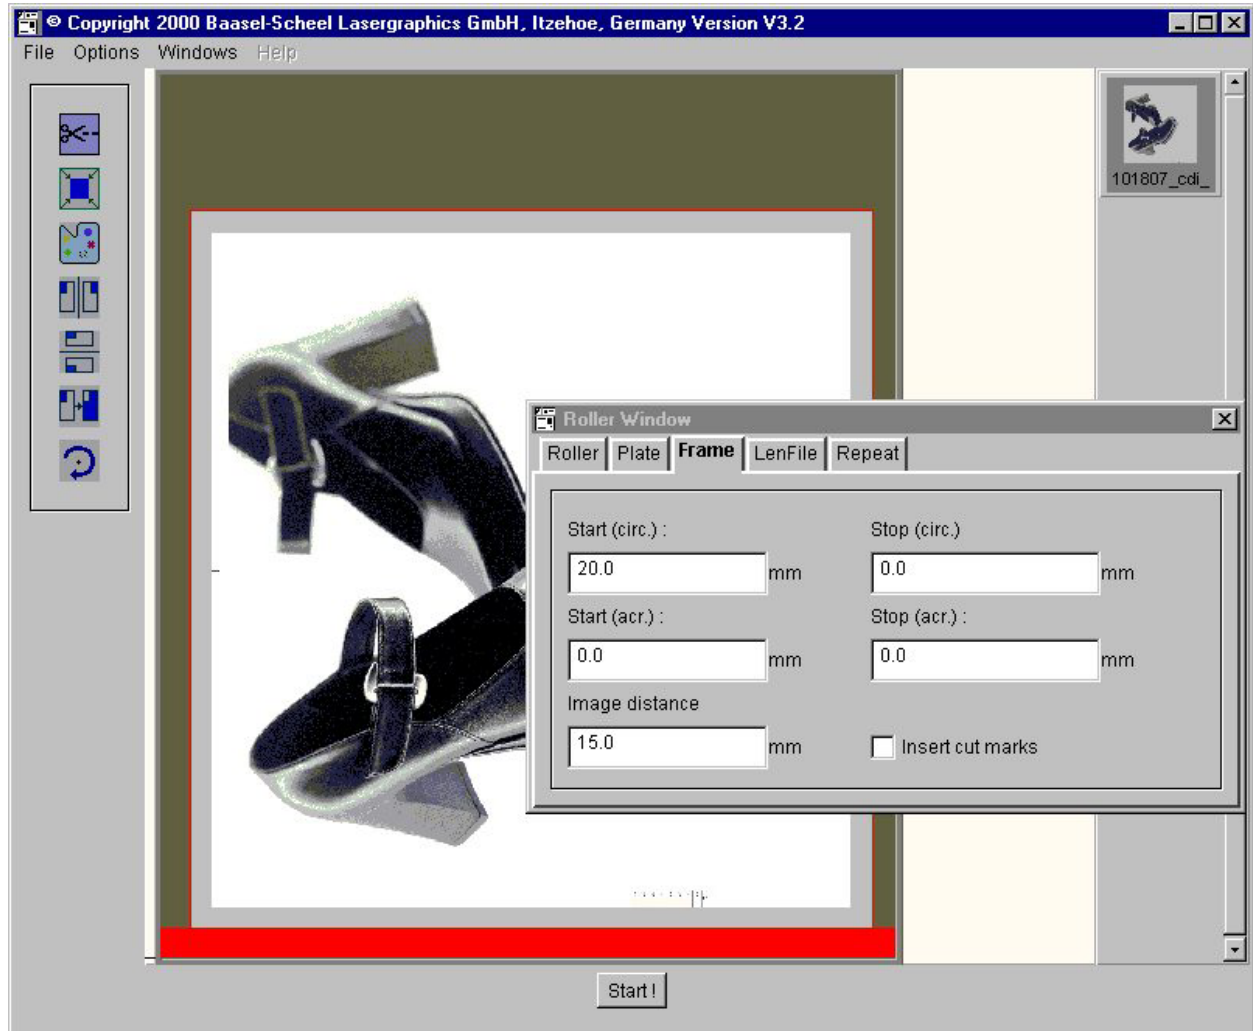 © Copyright 2000 Baasel-Scheel Lasergraphics GmbH, Itzehoe, Germany Version V3.2
File Options Windows Help
101807_cdi_
Roller Window
Roller Plate Frame LenFile Repeat
Start (circ.) : Stop (circ.)
20.0 mm 0.0 mm
Start (acr.) : Stop (acr.) :
0.0 mm 0.0 mm
Image distance
15.0 mm Insert cut marks
Start !